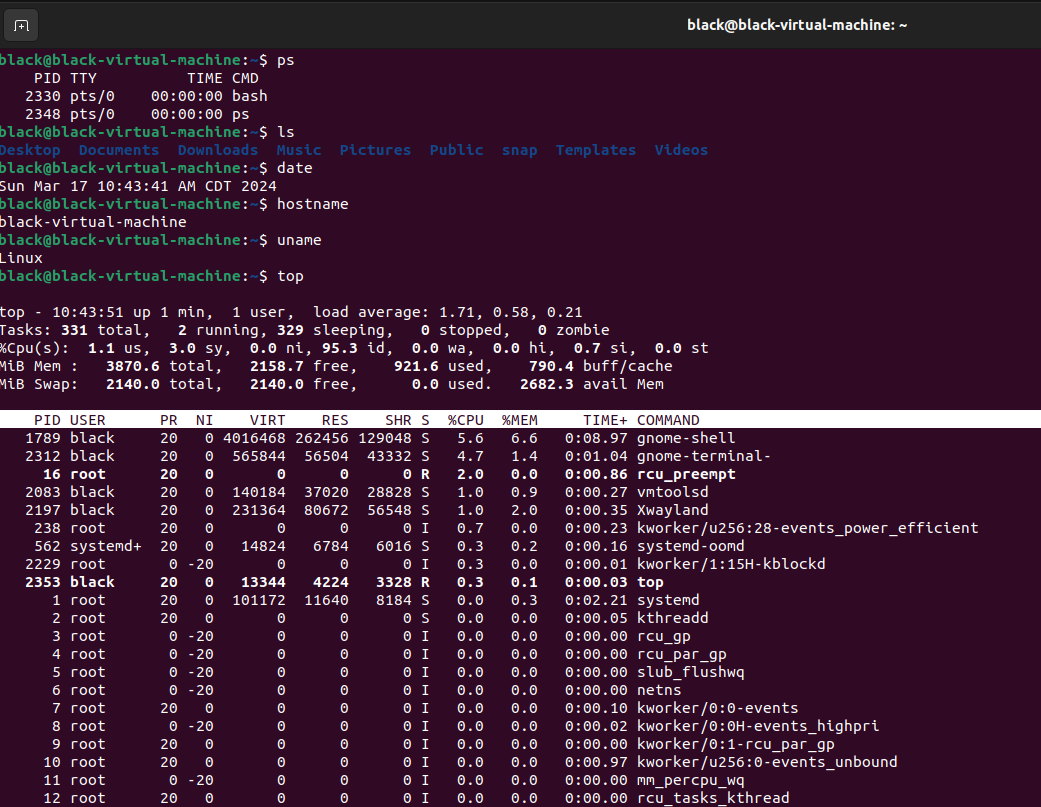 black@black-virtual-machine: ~
black@black-virtual-machine:~$ ps
    PID TTY          TIME CMD
   2330 pts/0    00:00:00 bash
   2348 pts/0    00:00:00 ps
black@black-virtual-machine:~$ ls
Desktop  Documents  Downloads  Music  Pictures  Public  snap  Templates  Videos
black@black-virtual-machine:~$ date
Sun Mar 17 10:43:41 AM CDT 2024
black@black-virtual-machine:~$ hostname
black-virtual-machine
black@black-virtual-machine:~$ uname
Linux
black@black-virtual-machine:~$ top
top - 10:43:51 up 1 min,  1 user,  load average: 1.71, 0.58, 0.21
Tasks: 331 total,   2 running, 329 sleeping,   0 stopped,   0 zombie
%Cpu(s):  1.1 us,  3.0 sy,  0.0 ni, 95.3 id,  0.0 wa,  0.0 hi,  0.7 si,  0.0 st
MiB Mem :   3870.6 total,   2158.7 free,    921.6 used,    790.4 buff/cache
MiB Swap:   2140.0 total,   2140.0 free,      0.0 used.   2682.3 avail Mem
    PID USER      PR  NI    VIRT    RES    SHR S  %CPU  %MEM     TIME+ COMMAND
   1789 black     20   0 4016468 262456 129048 S   5.6   6.6   0:08.97 gnome-shell
   2312 black     20   0  565844  56504  43332 S   4.7   1.4   0:01.04 gnome-terminal-
     16 root      20   0       0      0      0 R   2.0   0.0   0:00.86 rcu_preempt
   2083 black     20   0  140184  37020  28828 S   1.0   0.9   0:00.27 vmtoolsd
   2197 black     20   0  231364  80672  56548 S   1.0   2.0   0:00.35 Xwayland
    238 root      20   0       0      0      0 I   0.7   0.0   0:00.23 kworker/u256:28-events_power_efficient
    562 systemd+  20   0   14824   6784   6016 S   0.3   0.2   0:00.16 systemd-oomd
   2229 root       0 -20       0      0      0 I   0.3   0.0   0:00.01 kworker/1:15H-kblockd
   2353 black     20   0   13344   4224   3328 R   0.3   0.1   0:00.03 top
      1 root      20   0  101172  11640   8184 S   0.0   0.3   0:02.21 systemd
      2 root      20   0       0      0      0 S   0.0   0.0   0:00.05 kthreadd
      3 root       0 -20       0      0      0 I   0.0   0.0   0:00.00 rcu_gp
      4 root       0 -20       0      0      0 I   0.0   0.0   0:00.00 rcu_par_gp
      5 root       0 -20       0      0      0 I   0.0   0.0   0:00.00 slub_flushwq
      6 root       0 -20       0      0      0 I   0.0   0.0   0:00.00 netns
      7 root      20   0       0      0      0 I   0.0   0.0   0:00.10 kworker/0:0-events
      8 root       0 -20       0      0      0 I   0.0   0.0   0:00.02 kworker/0:0H-events_highpri
      9 root      20   0       0      0      0 I   0.0   0.0   0:00.00 kworker/0:1-rcu_par_gp
     10 root      20   0       0      0      0 I   0.0   0.0   0:00.97 kworker/u256:0-events_unbound
     11 root       0 -20       0      0      0 I   0.0   0.0   0:00.00 mm_percpu_wq
     12 root      20   0       0      0      0 I   0.0   0.0   0:00.00 rcu_tasks_kthread